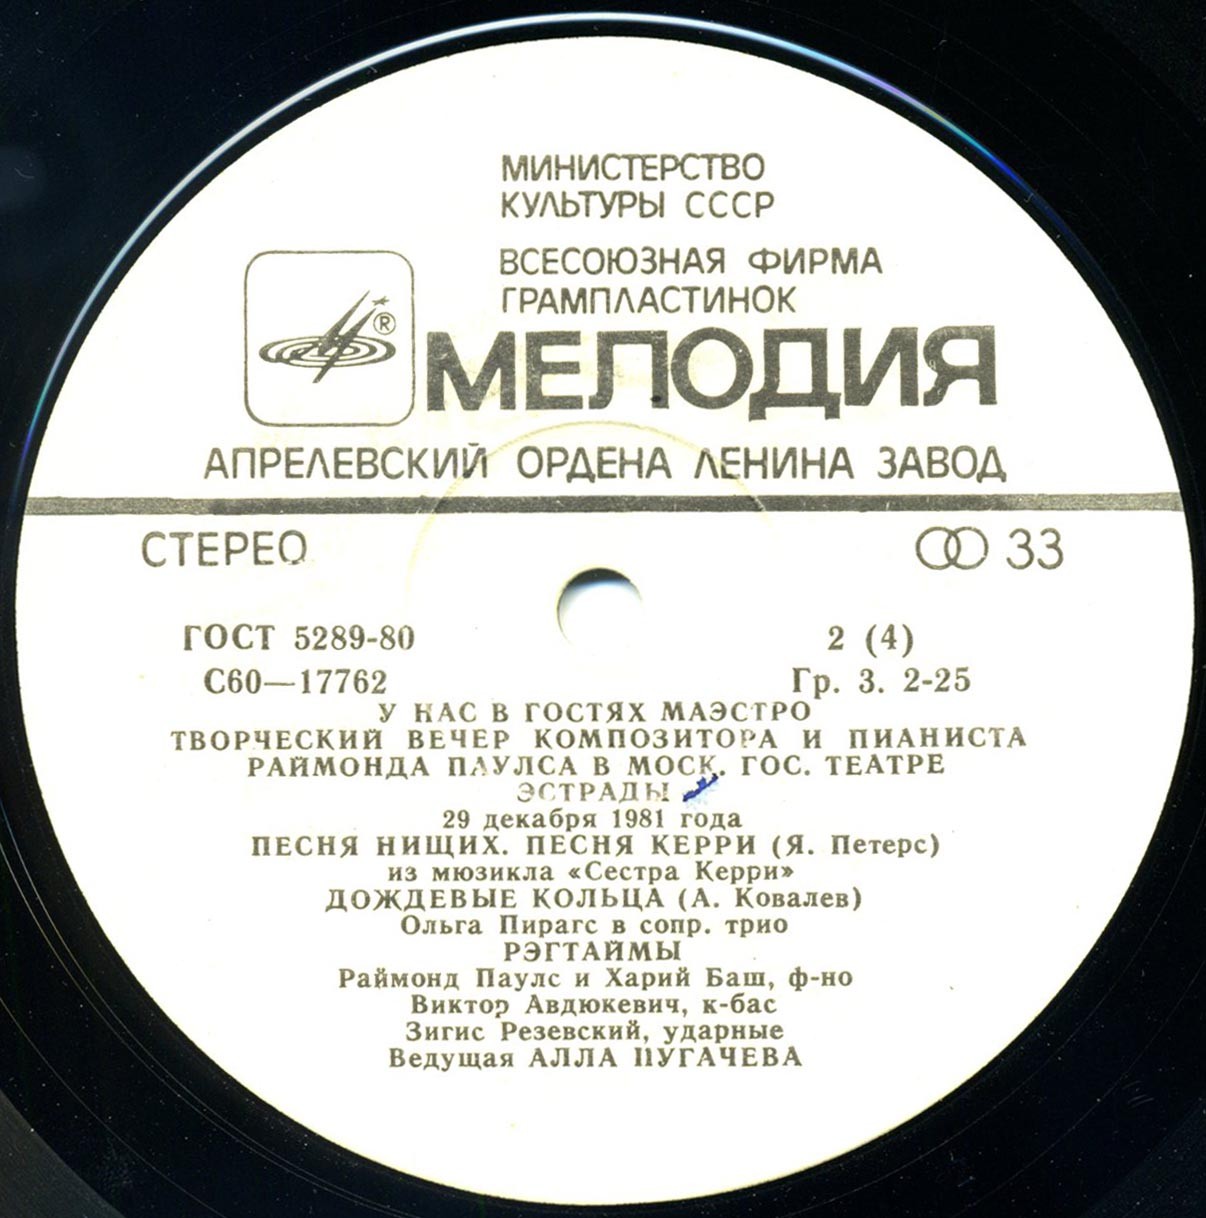 МИНИСТЕРСТВО
КУЛЬТУРЫ СССР
ВСЕСОЮЗНАЯ ФИРМА
ГРАМПЛАСТИНОК
®
МЕЛОДИЯ
АПРЕЛЕВСКИЙ ОРДЕНА ЛЕНИНА ЗАВОД
СТЕРЕО 33
ГОСТ 5289-80 2 (4)
С60—17762 Гр. 3. 2-25
У НАС В ГОСТЯХ МАЭСТРО
ТВОРЧЕСКИЙ ВЕЧЕР КОМПОЗИТОРА И ПИАНИСТА
РАЙМОНДА ПАУЛСА В МОСК. ГОС. ТЕАТРЕ
ЭСТРАДЫ
29 декабря 1981 года
ПЕСНЯ НИЩИХ. ПЕСНЯ КЕРРИ (Я. Петерс)
из мюзикла «Сестра Керри»
ДОЖДЕВЫЕ КОЛЬЦА (А. Ковалев)
Ольга Пирагс в сопр. трио
РЭГТАЙМЫ
Раймонд Паулс и Харий Баш, ф-но
Виктор Авдюкевич, к-бас
Зигис Резевский, ударные
Ведущая АЛЛА ПУГАЧЕВА